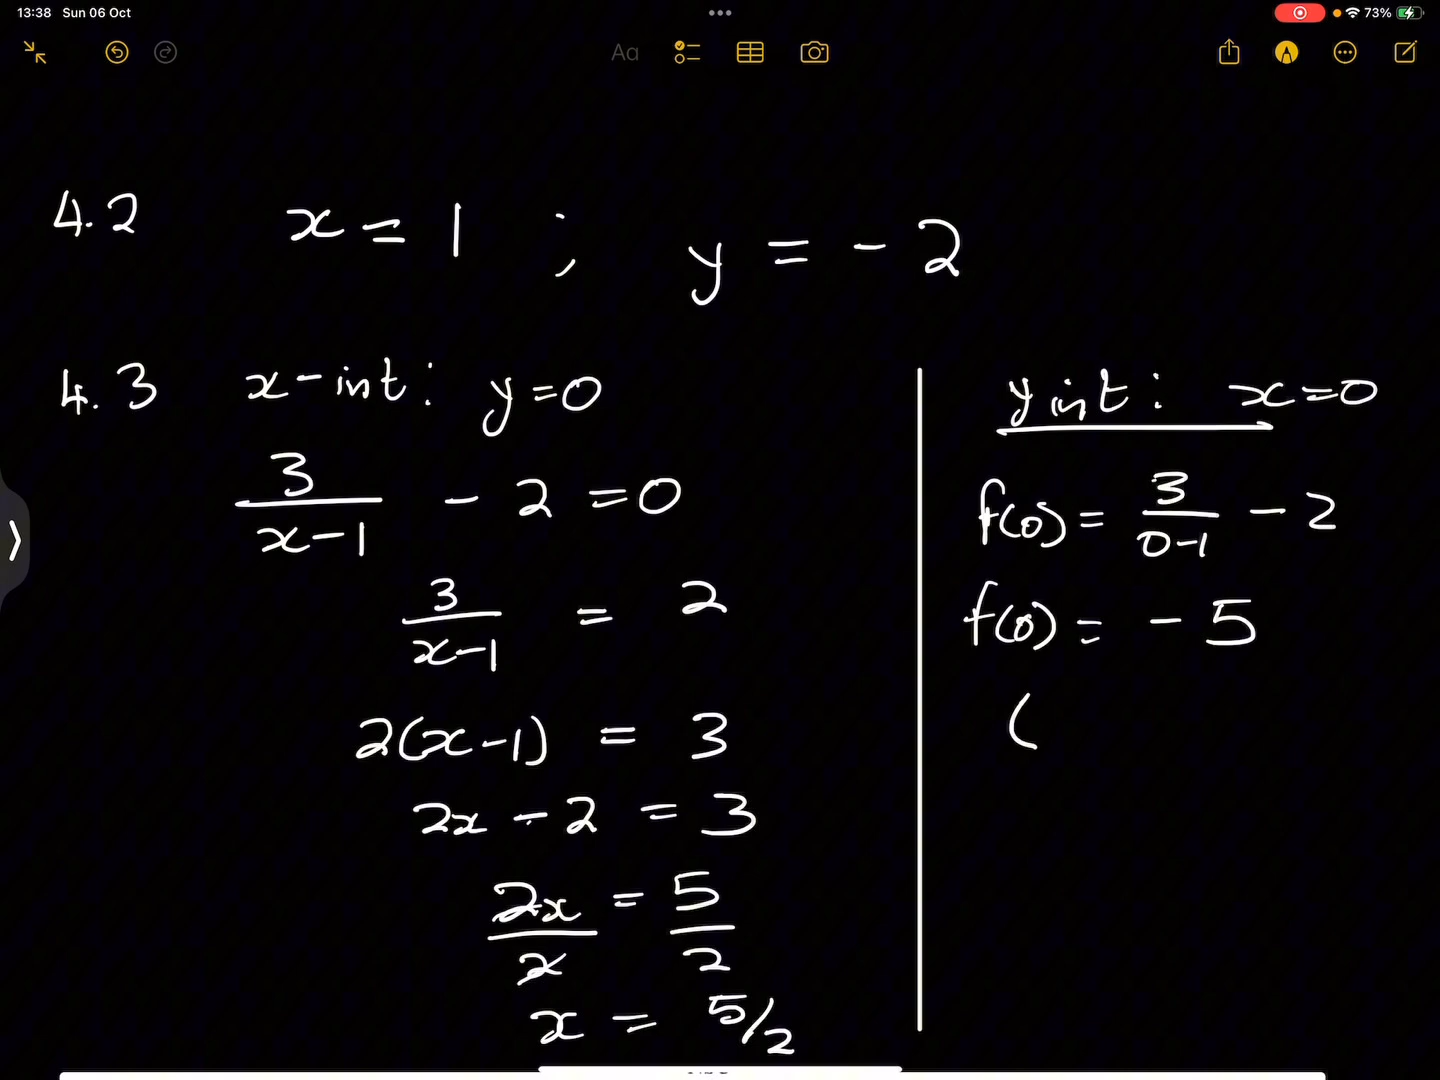 13:38 Sun 06 Oct
73%
Aa
4.2 x = 1 ; y = - 2
4.3 x-int: y=0
3/(x-1) - 2 = 0
3/(x-1) = 2
2(x-1) = 3
2x - 2 = 3
2x/2 = 5/2
x = 5/2
y int: x=0
f(0) = 3/(0-1) - 2
f(0) = - 5
(